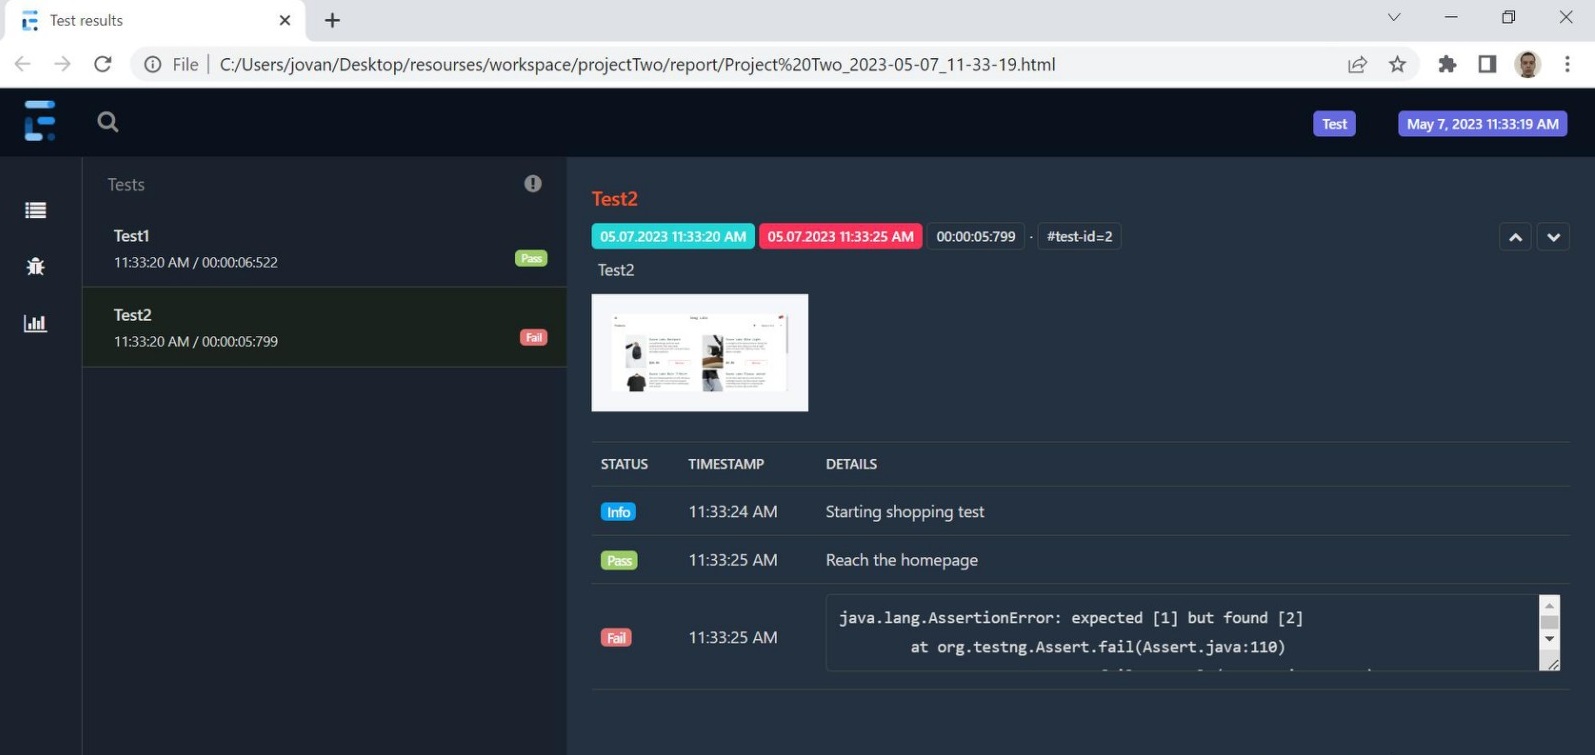 Test results
File
C:/Users/jovan/Desktop/resourses/workspace/projectTwo/report/Project%20Two_2023-05-07_11-33-19.html
Test
May 7, 2023 11:33:19 AM
Tests
Test1
11:33:20 AM / 00:00:06:522
Pass
Test2
11:33:20 AM / 00:00:05:799
Fail
Test2
05.07.2023 11:33:20 AM 05.07.2023 11:33:25 AM 00:00:05:799 · #test-id=2
Test2
STATUS TIMESTAMP DETAILS
Info 11:33:24 AM Starting shopping test
Pass 11:33:25 AM Reach the homepage
Fail 11:33:25 AM
java.lang.AssertionError: expected [1] but found [2]
at org.testng.Assert.fail(Assert.java:110)